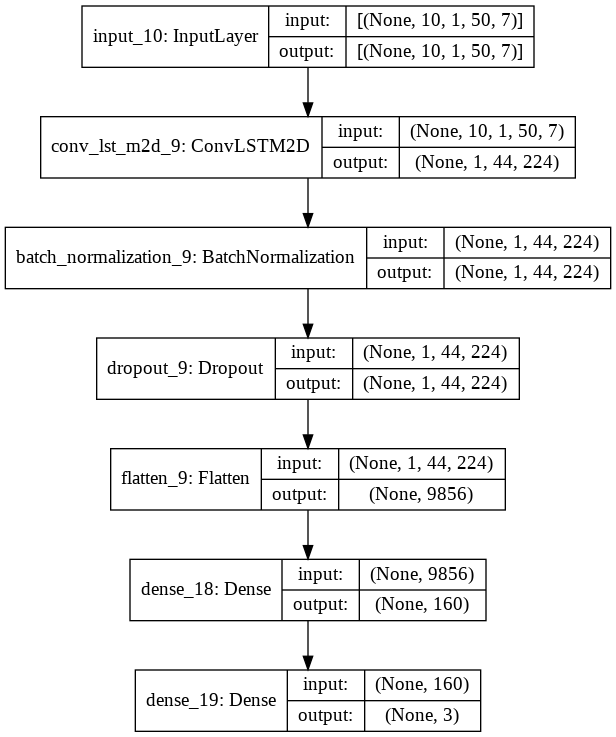 input_10: InputLayer
input:
[(None, 10, 1, 50, 7)]
output:
[(None, 10, 1, 50, 7)]
conv_lst_m2d_9: ConvLSTM2D
input:
(None, 10, 1, 50, 7)
output:
(None, 1, 44, 224)
batch_normalization_9: BatchNormalization
input:
(None, 1, 44, 224)
output:
(None, 1, 44, 224)
dropout_9: Dropout
input:
(None, 1, 44, 224)
output:
(None, 1, 44, 224)
flatten_9: Flatten
input:
(None, 1, 44, 224)
output:
(None, 9856)
dense_18: Dense
input:
(None, 9856)
output:
(None, 160)
dense_19: Dense
input:
(None, 160)
output:
(None, 3)